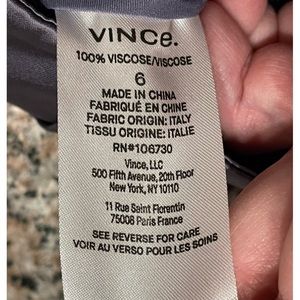 VINCe.
100% VISCOSE/VISCOSE
6
MADE IN CHINA
FABRIQUÉ EN CHINE
FABRIC ORIGIN: ITALY
TISSU ORIGINE: ITALIE
RN#106730
Vince, LLC
500 Fifth Avenue, 20th Floor
New York, NY 10110
11 Rue Saint Florentin
75008 Paris France
SEE REVERSE FOR CARE
VOIR AU VERSO POUR LES SOINS